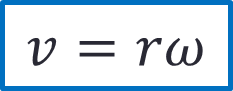 v = rω